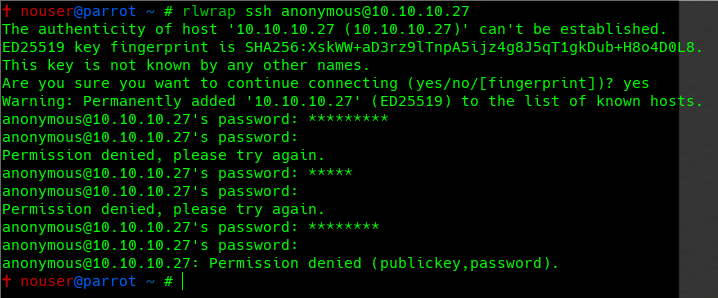 † nouser@parrot ~ # rlwrap ssh anonymous@10.10.10.27
The authenticity of host '10.10.10.27 (10.10.10.27)' can't be established.
ED25519 key fingerprint is SHA256:XskWW+aD3rz9lTnpA5ijz4g8J5qT1gkDub+H8o4D0L8.
This key is not known by any other names.
Are you sure you want to continue connecting (yes/no/[fingerprint])? yes
Warning: Permanently added '10.10.10.27' (ED25519) to the list of known hosts.
anonymous@10.10.10.27's password: *********
anonymous@10.10.10.27's password:
Permission denied, please try again.
anonymous@10.10.10.27's password: *****
anonymous@10.10.10.27's password:
Permission denied, please try again.
anonymous@10.10.10.27's password: ********
anonymous@10.10.10.27's password:
anonymous@10.10.10.27: Permission denied (publickey,password).
† nouser@parrot ~ #